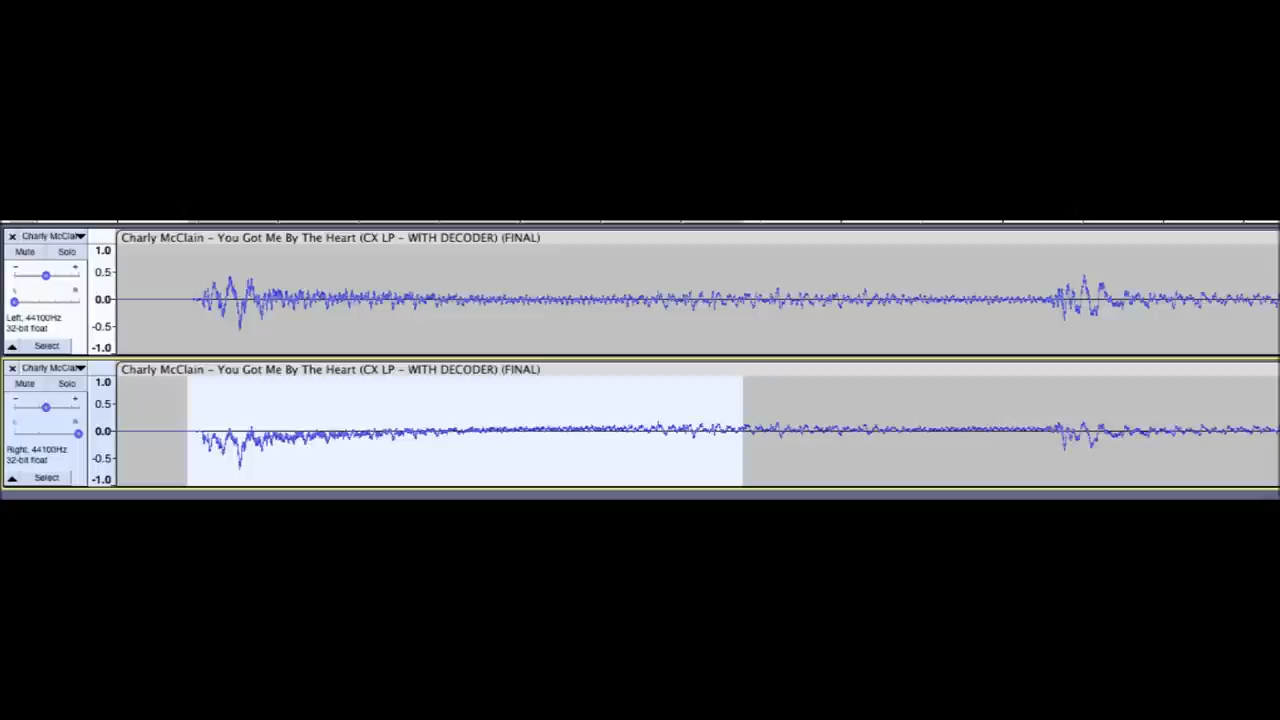 Charly McClai
Charly McClain - You Got Me By The Heart (CX LP - WITH DECODER) (FINAL)
Mute Solo
- +
L R
Left, 44100Hz
32-bit float
Select
1.0
0.5
0.0
-0.5
-1.0
Charly McClai
Charly McClain - You Got Me By The Heart (CX LP - WITH DECODER) (FINAL)
Mute Solo
- +
L R
Right, 44100Hz
32-bit float
Select
1.0
0.5
0.0
-0.5
-1.0